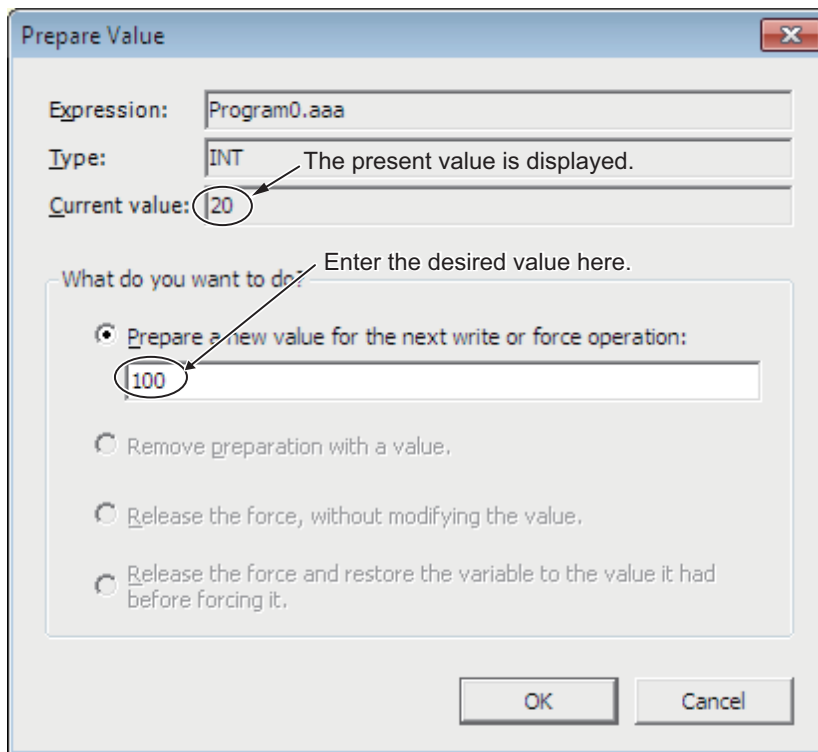 Prepare Value
Expression: Program0.aaa
Type: INT
The present value is displayed.
Current value: 20
Enter the desired value here.
What do you want to do?
Prepare a new value for the next write or force operation:
100
Remove preparation with a value.
Release the force, without modifying the value.
Release the force and restore the variable to the value it had
before forcing it.
OK Cancel